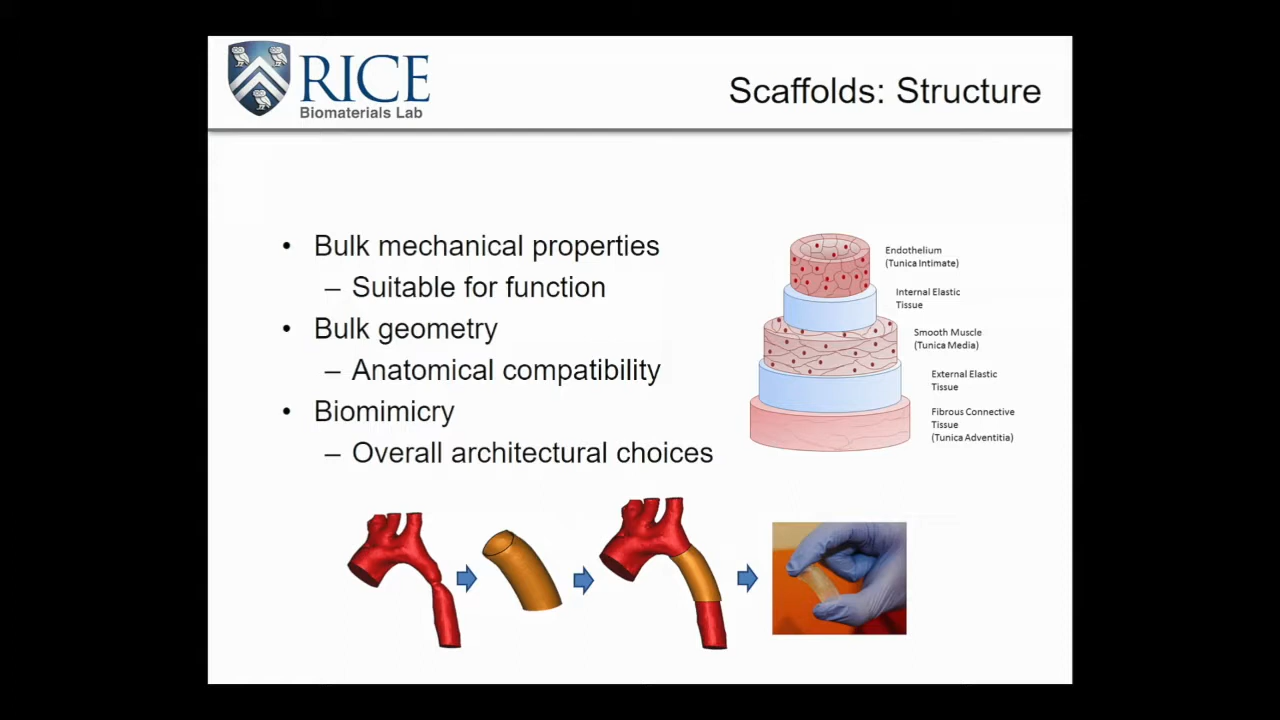 RICE
Biomaterials Lab
Scaffolds: Structure
• Bulk mechanical properties
– Suitable for function
• Bulk geometry
– Anatomical compatibility
• Biomimicry
– Overall architectural choices
Endothelium
(Tunica Intimate)
Internal Elastic
Tissue
Smooth Muscle
(Tunica Media)
External Elastic
Tissue
Fibrous Connective
Tissue
(Tunica Adventitia)